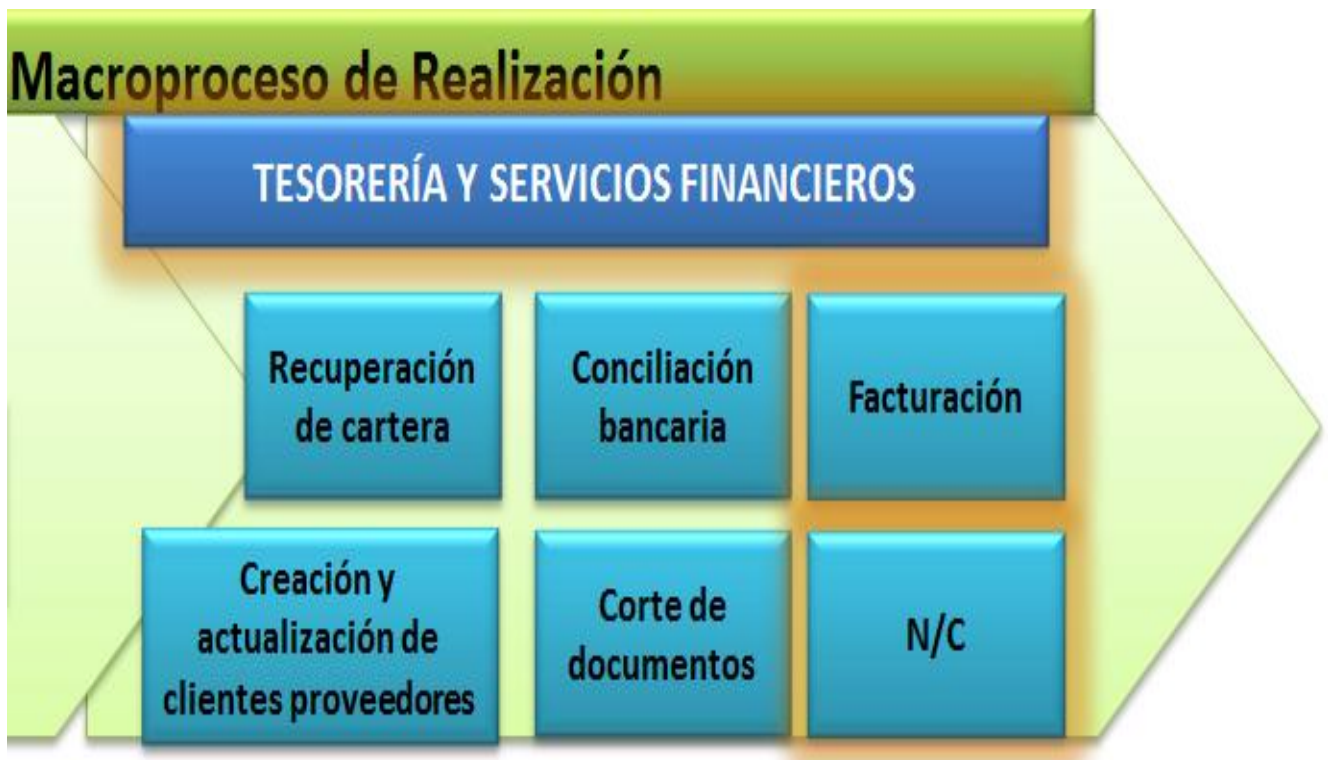 Macroproceso de Realización
TESORERÍA Y SERVICIOS FINANCIEROS
Recuperación
de cartera
Conciliación
bancaria
Facturación
Creación y
actualización de
clientes proveedores
Corte de
documentos
N/C